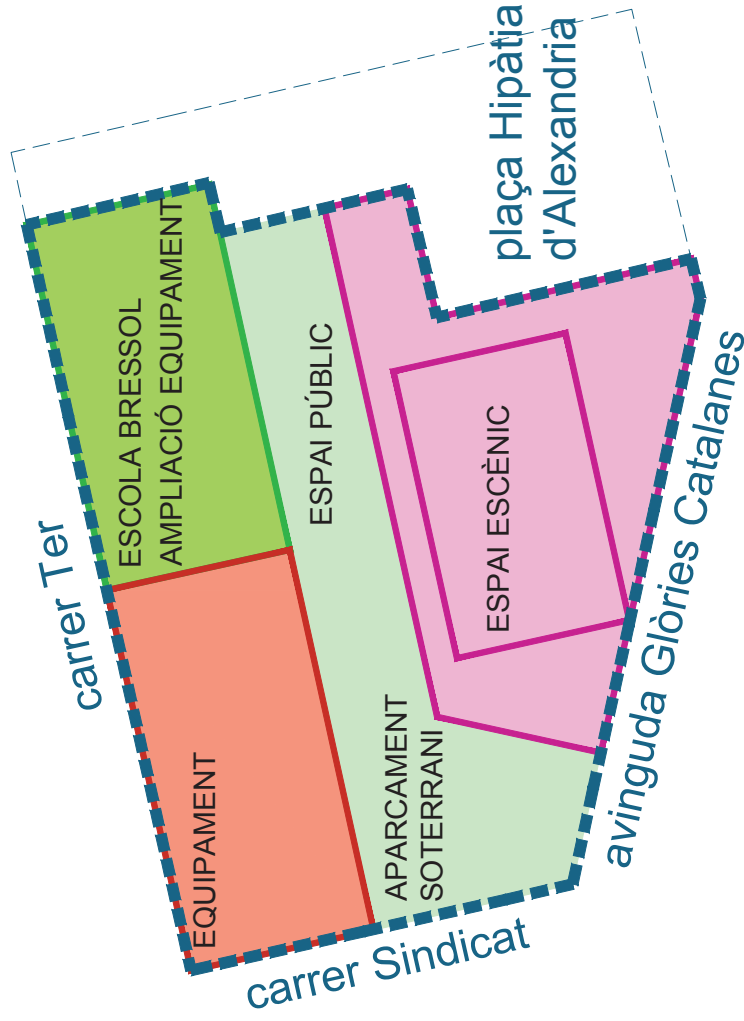 carrer Ter
EQUIPAMENT
ESCOLA BRESSOL
AMPLIACIÓ EQUIPAMENT
ESPAI PÚBLIC
APARCAMENT
SOTERRANI
ESPAI ESCÈNIC
plaça Hipàtia
d'Alexandria
carrer Sindicat
avinguda Glòries Catalanes